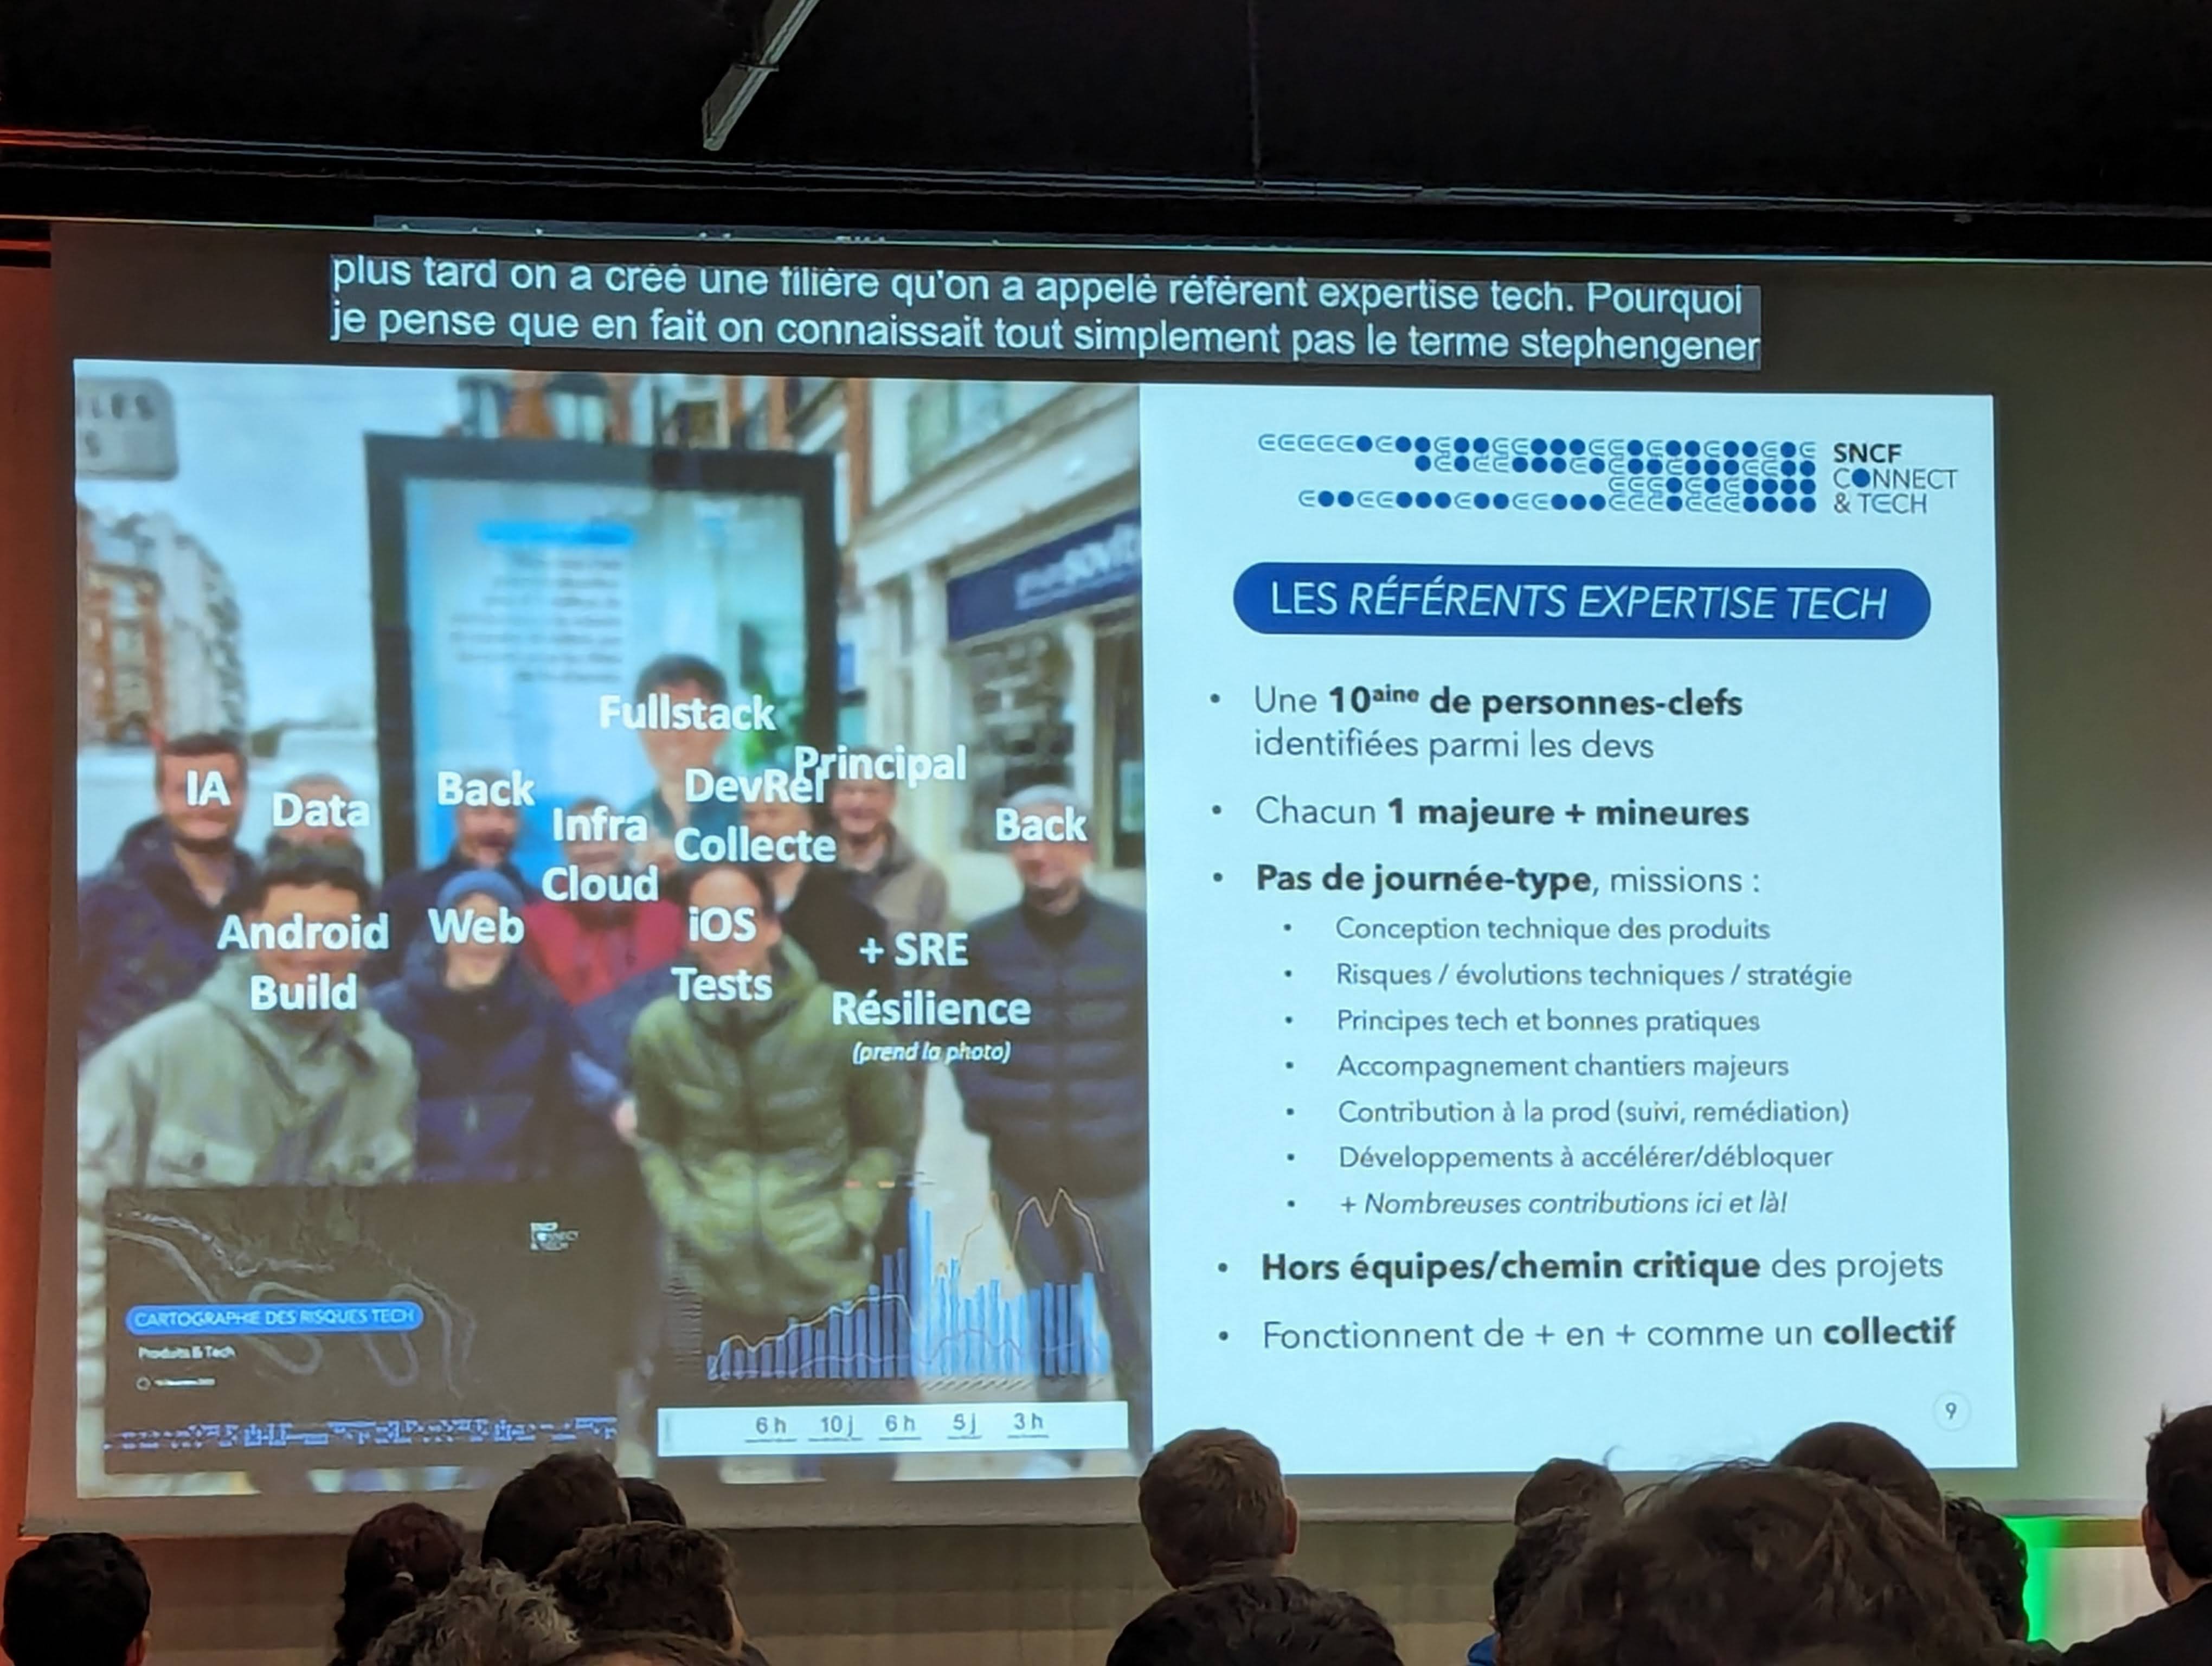 plus tard on a créé une filière qu'on a appelé référent expertise tech. Pourquoi
je pense que en fait on connaissait tout simplement pas le terme stephengener
SNCF
CONNECT
& TECH
LES RÉFÉRENTS EXPERTISE TECH
• Une 10aine de personnes-clefs
identifiées parmi les devs
• Chacun 1 majeure + mineures
• Pas de journée-type, missions :
• Conception technique des produits
• Risques / évolutions techniques / stratégie
• Principes tech et bonnes pratiques
• Accompagnement chantiers majeurs
• Contribution à la prod (suivi, remédiation)
• Développements à accélérer/débloquer
• + Nombreuses contributions ici et là!
• Hors équipes/chemin critique des projets
• Fonctionnent de + en + comme un collectif
9
Fullstack
Principal
IA
Data
Back
DevRel
Collecte
Infra
Cloud
Back
Android
Build
Web
iOS
Tests
+ SRE
Résilience
(prend la photo)
SNCF
CONNECT
& TECH
CARTOGRAPHIE DES RISQUES TECH
Produits & Tech
6 h 10 j 6 h 5 j 3 h